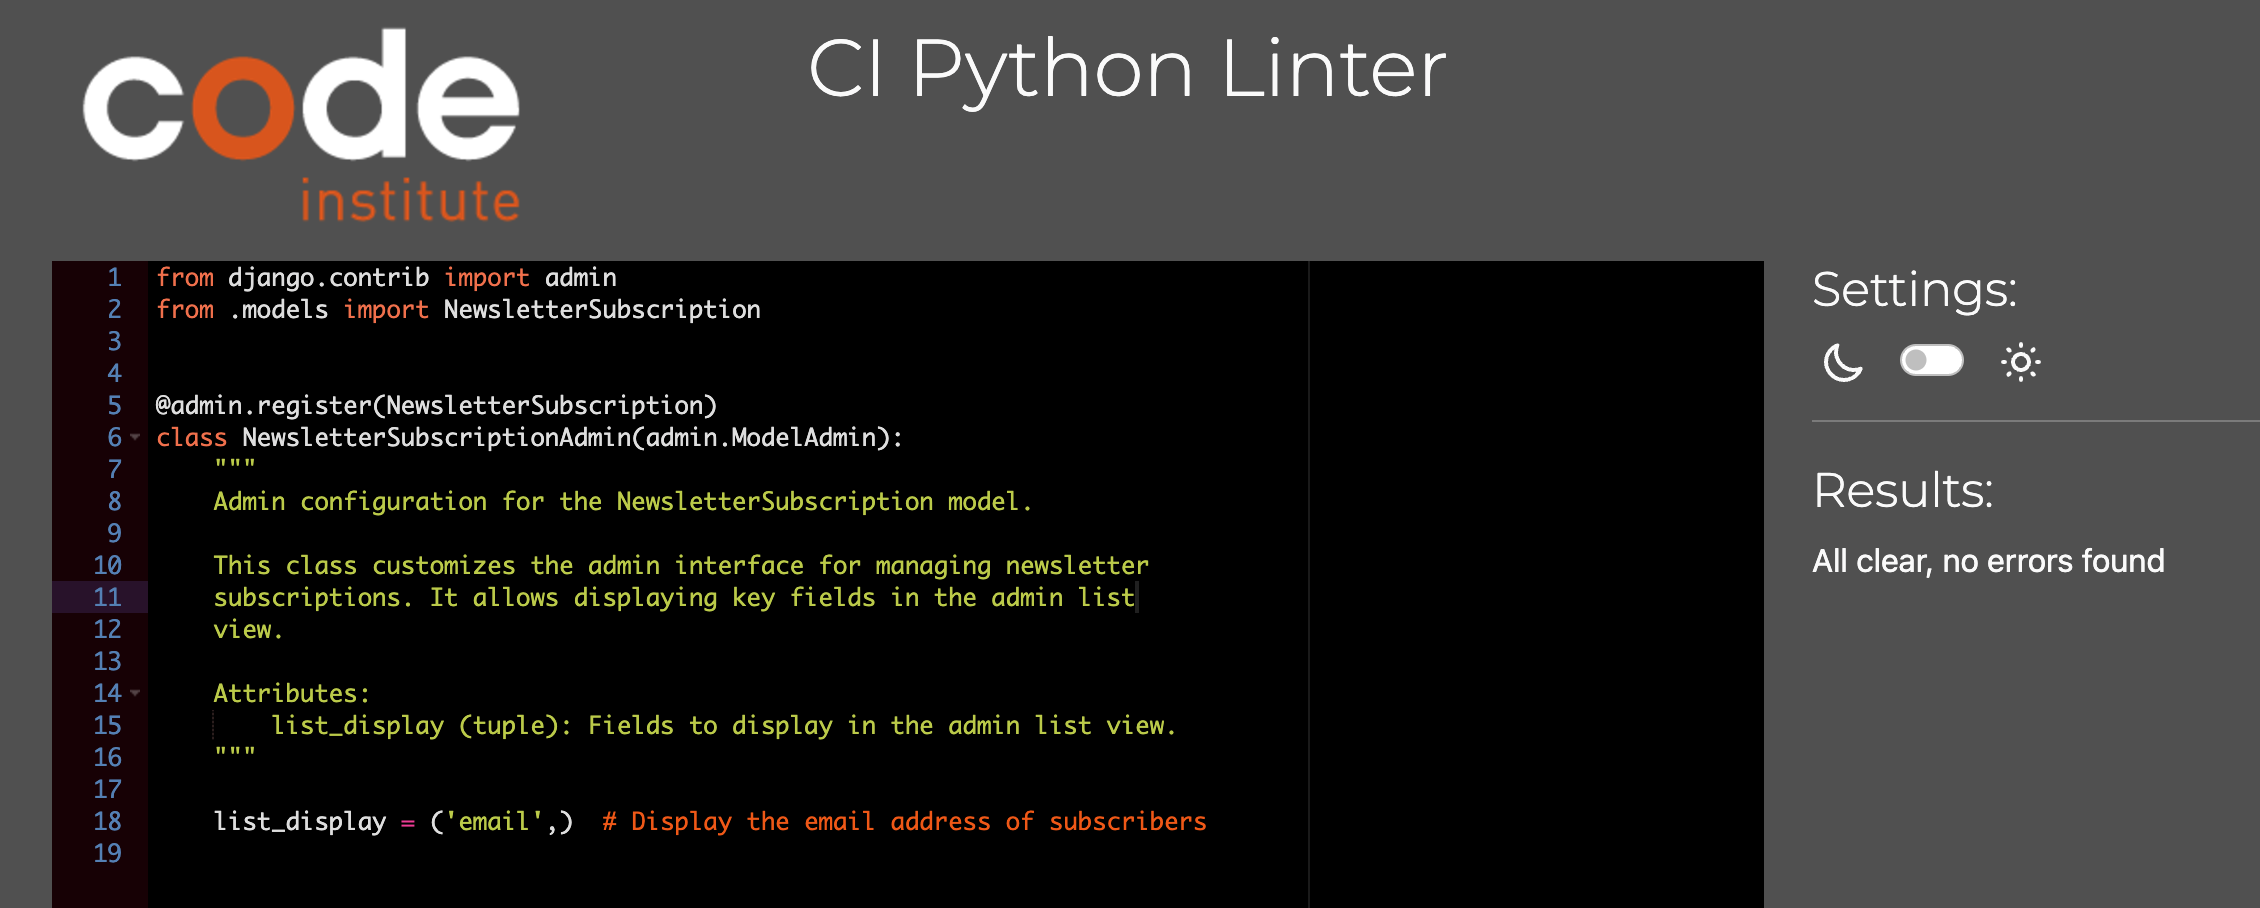 code
institute
CI Python Linter
1 from django.contrib import admin
2 from .models import NewsletterSubscription
3
4
5 @admin.register(NewsletterSubscription)
6 class NewsletterSubscriptionAdmin(admin.ModelAdmin):
7     """
8     Admin configuration for the NewsletterSubscription model.
9
10     This class customizes the admin interface for managing newsletter
11     subscriptions. It allows displaying key fields in the admin list
12     view.
13
14     Attributes:
15         list_display (tuple): Fields to display in the admin list view.
16     """
17
18     list_display = ('email',)  # Display the email address of subscribers
19
Settings:
Results:
All clear, no errors found